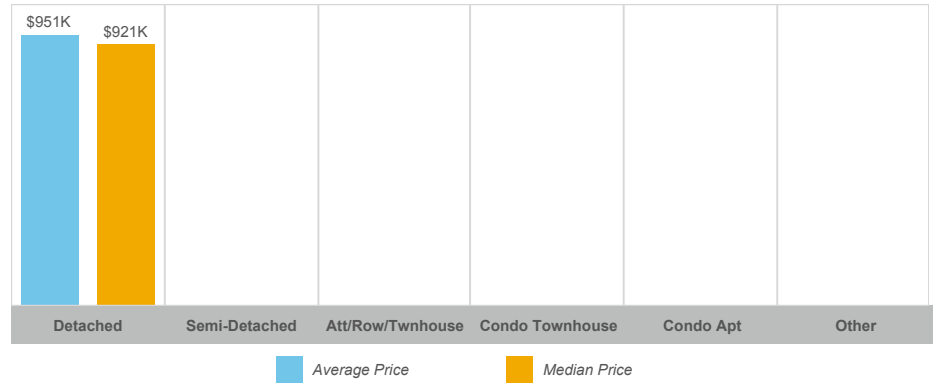 $951K
$921K
Detached Semi-Detached Att/Row/Twnhouse Condo Townhouse Condo Apt Other
Average Price Median Price